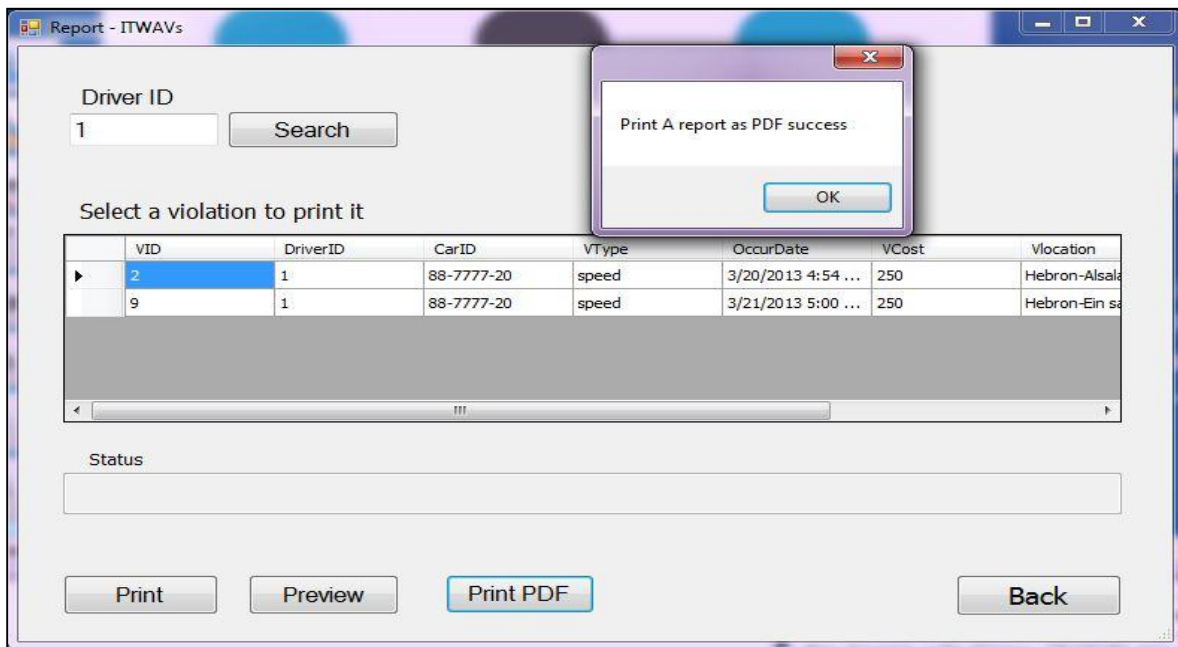 Report - ITWAVs
Driver ID
1
Search
Print A report as PDF success
OK
Select a violation to print it
VID DriverID CarID VType OccurDate VCost Vlocation
2 1 88-7777-20 speed 3/20/2013 4:54 ... 250 Hebron-Alsala
9 1 88-7777-20 speed 3/21/2013 5:00 ... 250 Hebron-Ein sa
Status
Print Preview Print PDF Back